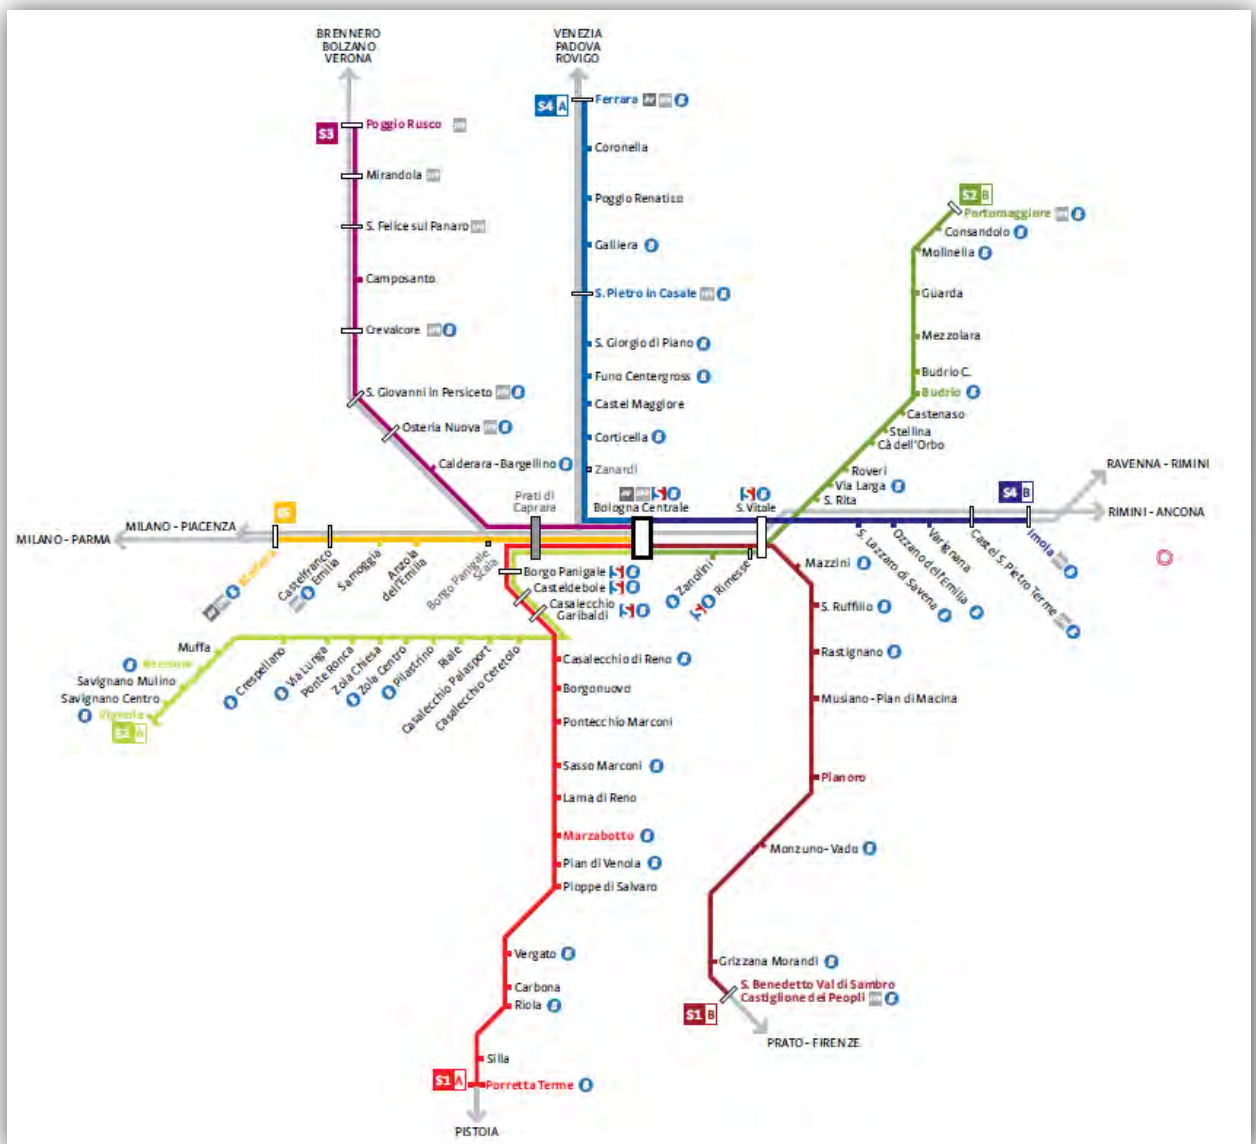 BRENNERO
BOLZANO
VERONA
VENEZIA
PADOVA
ROVIGO
S3
Poggio Rusco
Mirandola
S. Felice sul Panaro
Camposanto
Crevalcore
S. Giovanni in Persiceto
Osteria Nuova
Calderara - Bargellino
S4 A
Ferrara
Coronella
Poggio Renatico
Galliera
S. Pietro in Casale
S. Giorgio di Piano
Funo Centergross
Castel Maggiore
Corticella
Zanardi
S2 B
Portomaggiore
Consandolo
Molinella
Guarda
Mezzolara
Budrio C.
Budrio
Castenaso
Stellina
Cà dell'Orbo
Roveri
Via Larga
S. Rita
RAVENNA - RIMINI
RIMINI - ANCONA
S4 B
Prati di
Caprara
Bologna Centrale
S. Vitale
MILANO - PIACENZA
MILANO - PARMA
S5
Castelfranco
Emilia
Samoggia
Anzola
dell'Emilia
Borgo Panigale
Scala
Borgo Panigale
Casteldebole
Casalecchio
Garibaldi
Zanolini
Rimesse
S. Lazzaro di Savena
Ozzano dell'Emilia
Varignana
Castel S. Pietro Terme
Imola
Mazzini
S. Ruffillo
Rastignano
Musiano - Pian di Macina
Pianoro
Monzuno - Vado
Grizzana Morandi
S. Benedetto Val di Sambro
Castiglione dei Pepoli
S1 B
PRATO - FIRENZE
Muffa
Savignano Mulino
Savignano Centro
Vignola
S2 A
Crespellano
Via Lunga
Ponte Ronca
Zola Chiesa
Zola Centro
Pilastrino
Riale
Casalecchio Palasport
Casalecchio Ceretolo
Casalecchio di Reno
Borgonuovo
Pontecchio Marconi
Sasso Marconi
Lama di Reno
Marzabotto
Pian di Venola
Pioppe di Salvaro
Vergato
Carbona
Riola
Silla
S1 A
Porretta Terme
PISTOIA